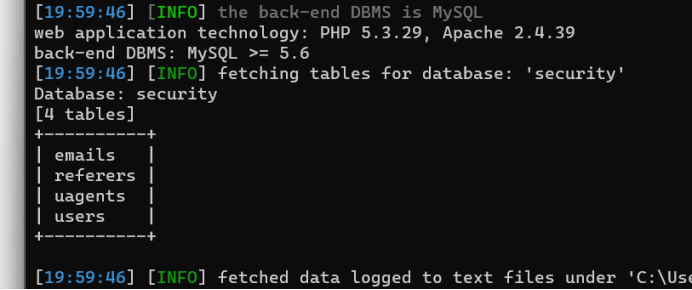 [19:59:46] [INFO] the back-end DBMS is MySQL
web application technology: PHP 5.3.29, Apache 2.4.39
back-end DBMS: MySQL >= 5.6
[19:59:46] [INFO] fetching tables for database: 'security'
Database: security
[4 tables]
+----------+
| emails   |
| referers |
| uagents  |
| users    |
+----------+
[19:59:46] [INFO] fetched data logged to text files under 'C:\Use